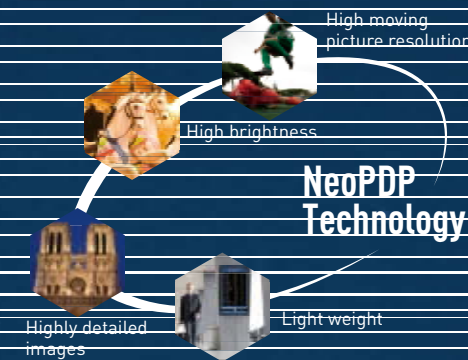 High moving
picture resolution
High brightness
NeoPDP
Technology
Highly detailed
images
Light weight